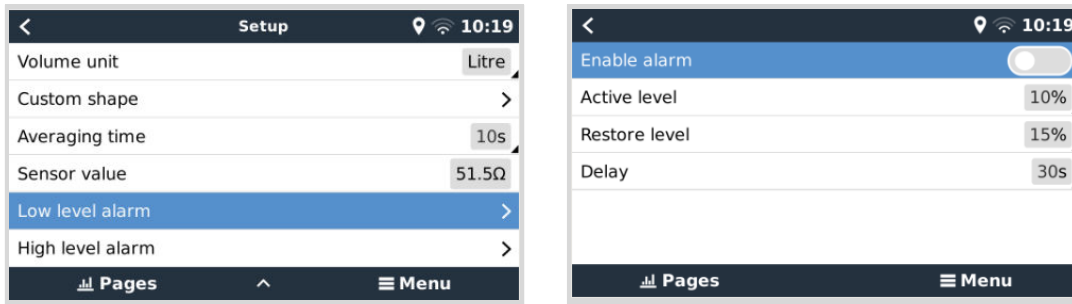 Setup 10:19
Volume unit Litre
Custom shape
Averaging time 10s
Sensor value 51.5Ω
Low level alarm
High level alarm
Pages Menu
10:19
Enable alarm
Active level 10%
Restore level 15%
Delay 30s
Pages Menu